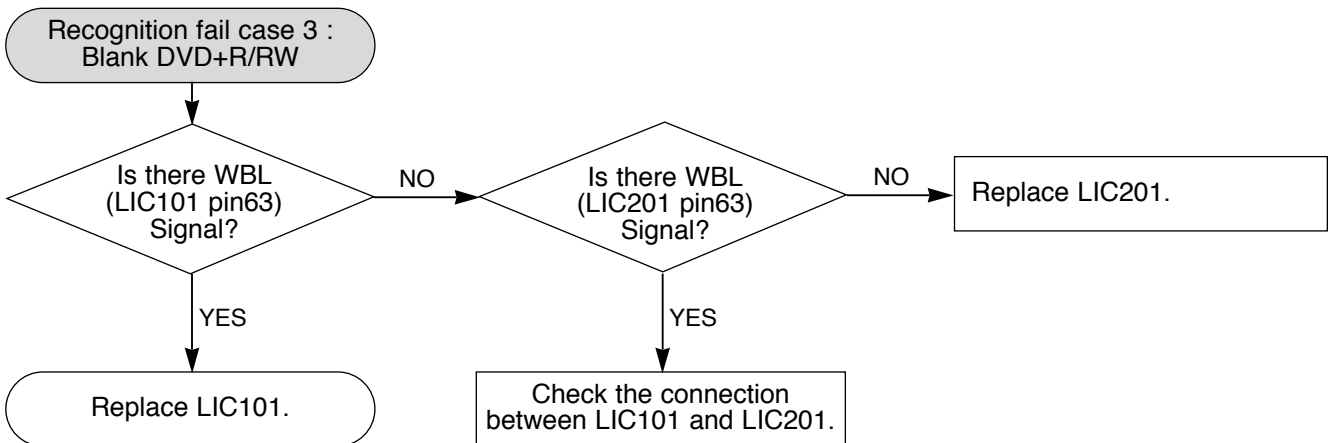 Recognition fail case 3 :
Blank DVD+R/RW
Is there WBL
(LIC101 pin63)
Signal?
NO
Is there WBL
(LIC201 pin63)
Signal?
NO
Replace LIC201.
YES
YES
Replace LIC101.
Check the connection
between LIC101 and LIC201.